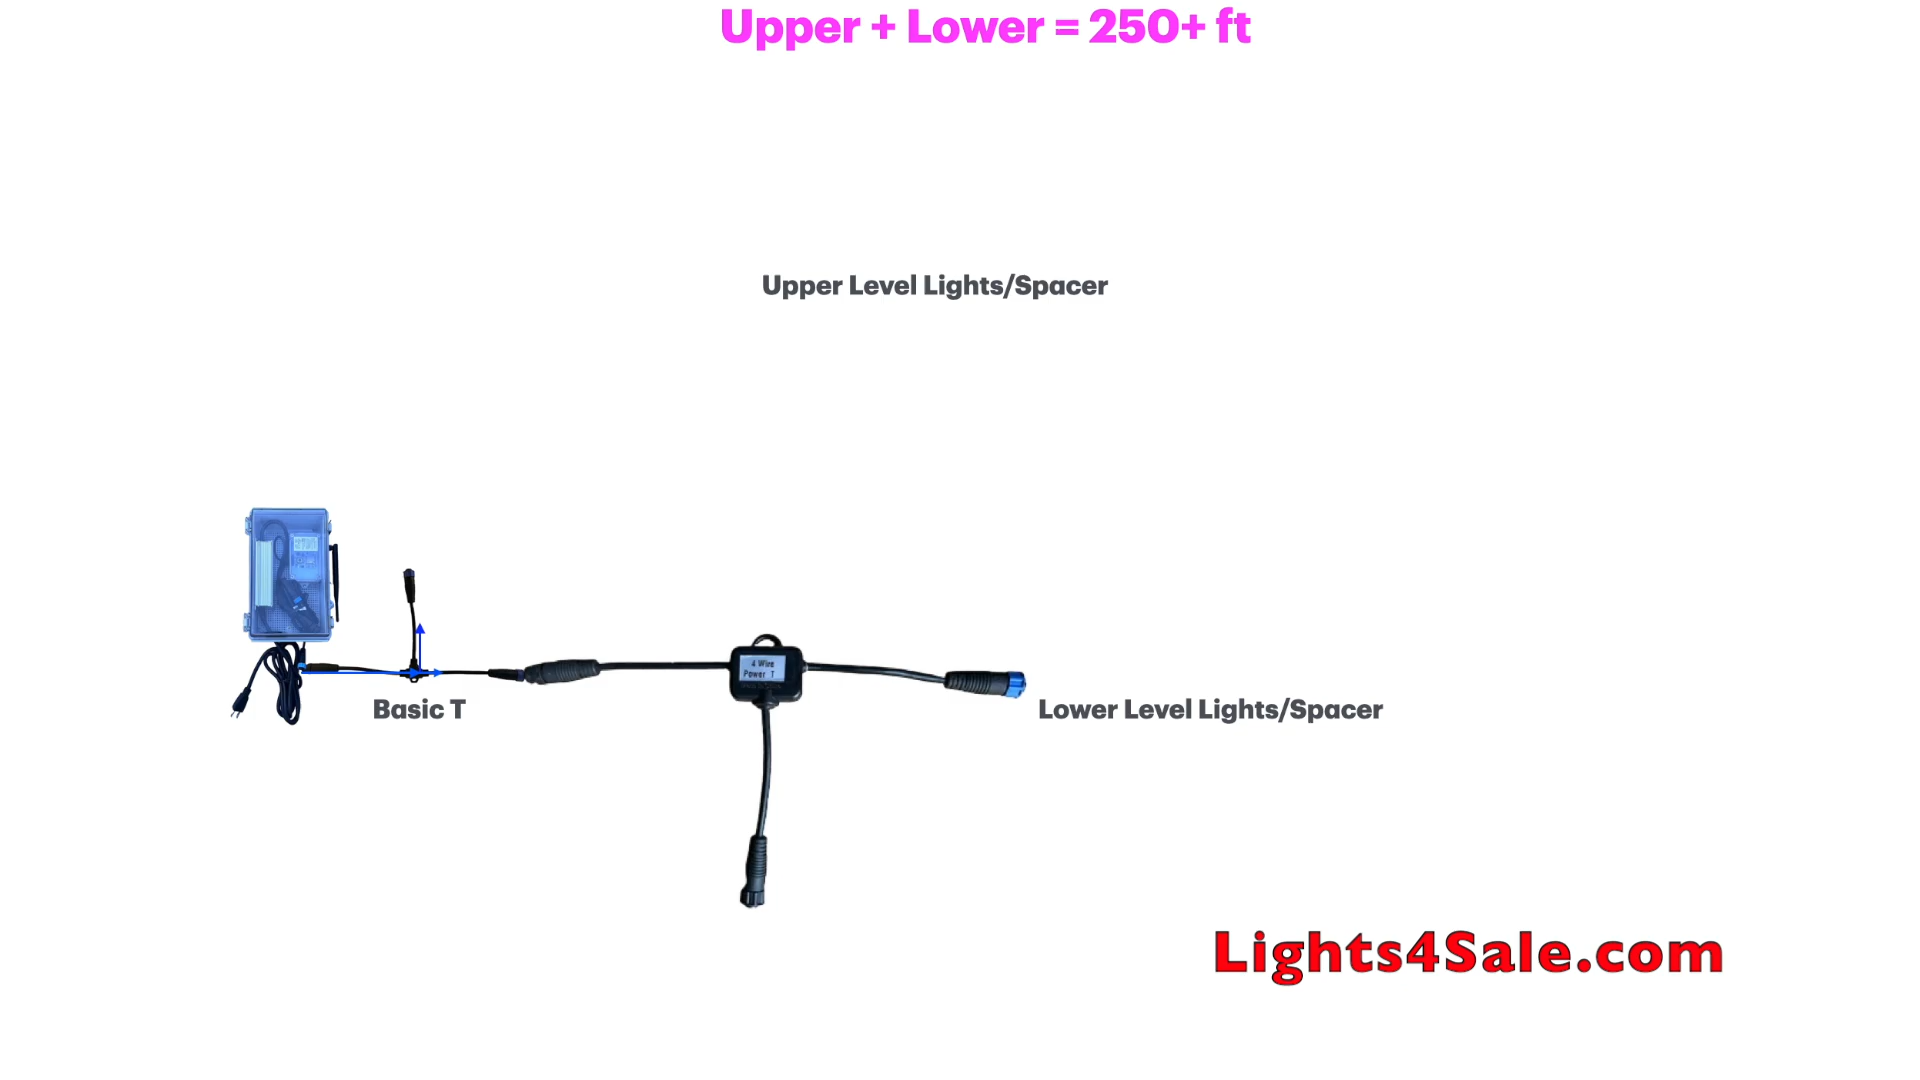 Upper + Lower = 250+ ft
Upper Level Lights/Spacer
4 Wire
Power T
Basic T
Lower Level Lights/Spacer
Lights4Sale.com